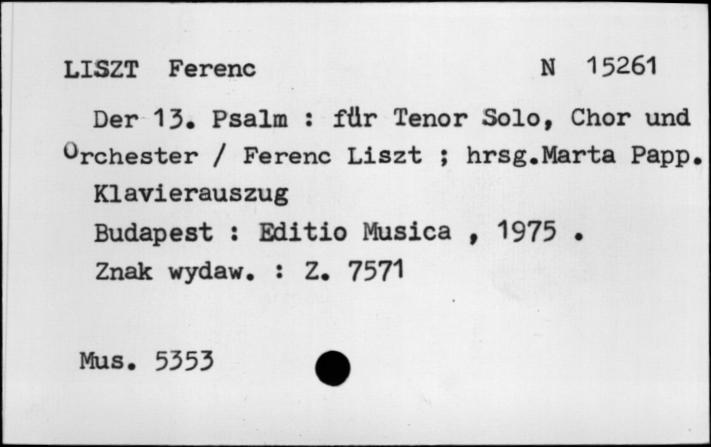 LISZT Ferenc N 15261
Der 13. Psalm : für Tenor Solo, Chor und
Orchester / Ferenc Liszt ; hrsg.Marta Papp.
Klavierauszug
Budapest : Editio Musica , 1975 .
Znak wydaw. : Z. 7571
Mus. 5353